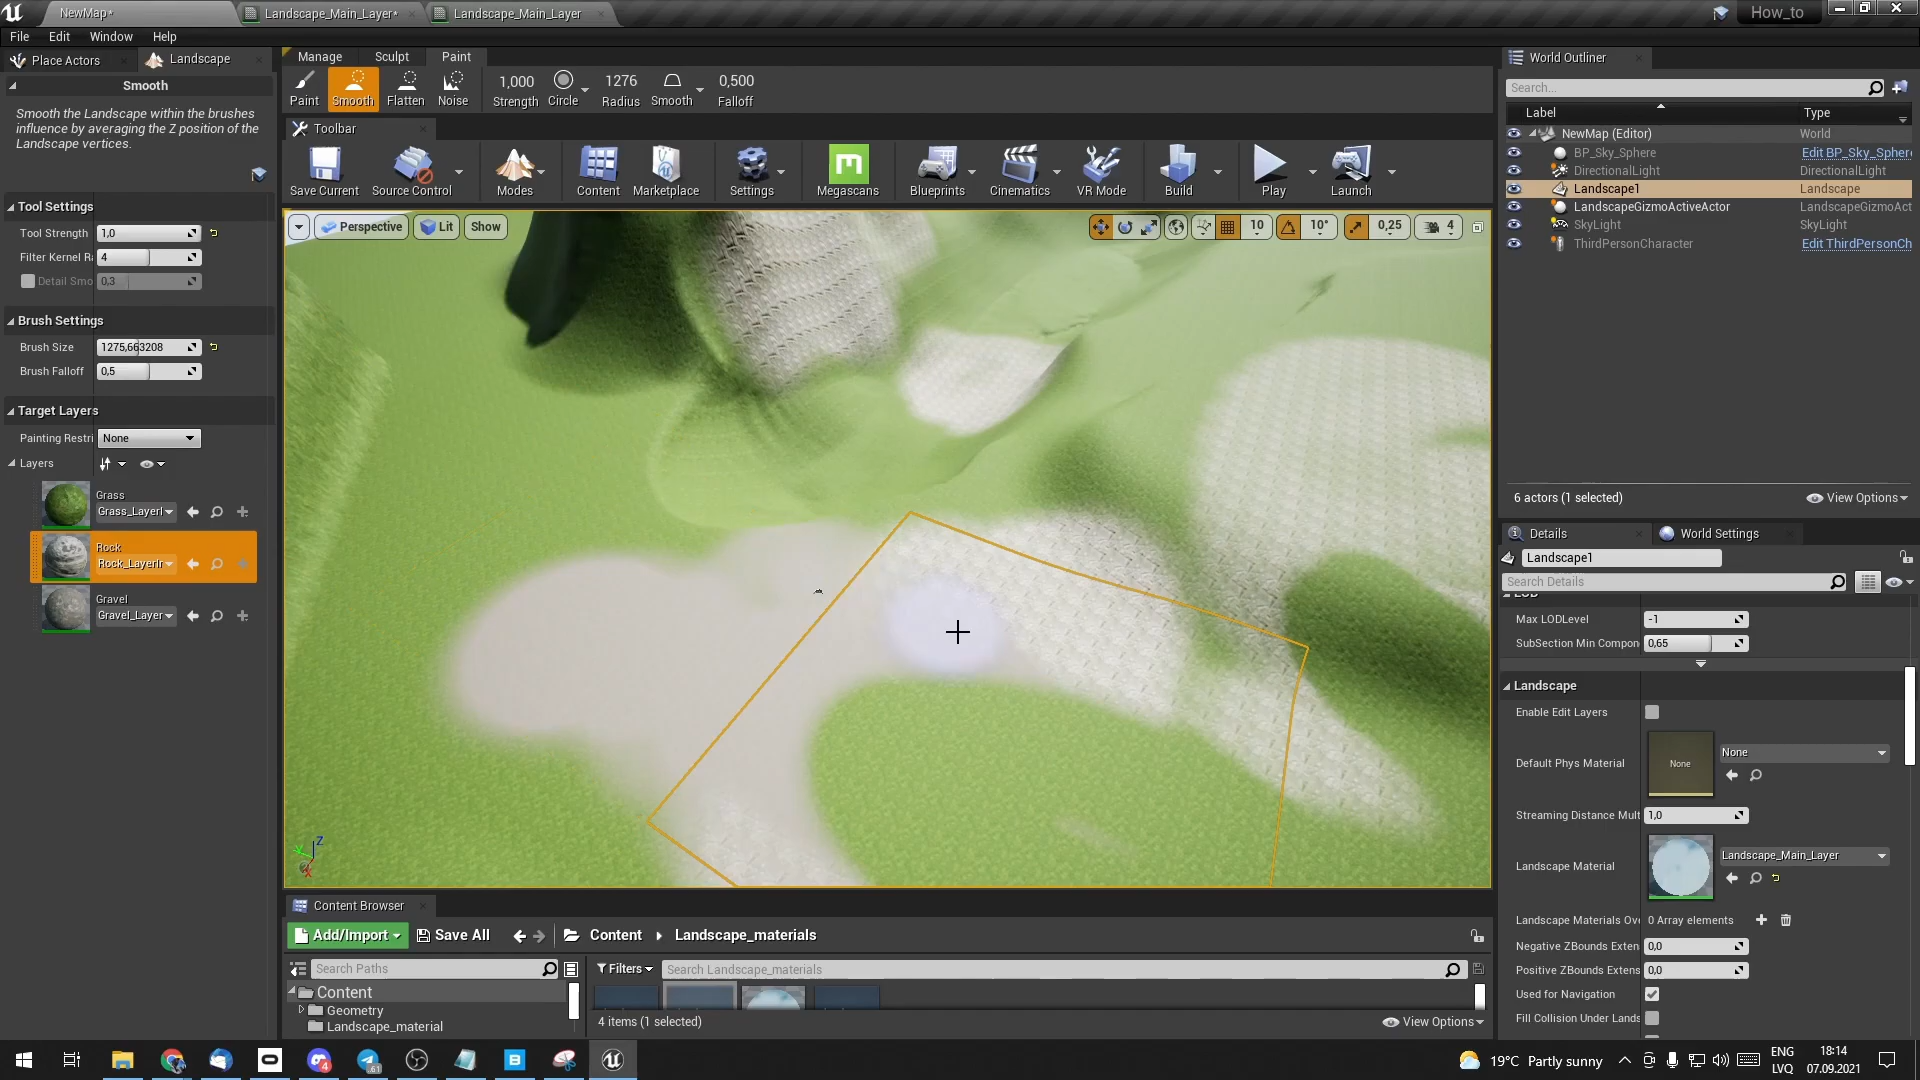 NewMap*
Landscape_Main_Layer*
Landscape_Main_Layer
How_to
File Edit Window Help
Place Actors
Landscape
Smooth
Smooth the Landscape within the brushes
influence by averaging the Z position of the
Landscape vertices.
Tool Settings
Tool Strength 1,0
Filter Kernel Ra 4
Detail Smo 0,3
Brush Settings
Brush Size 1275,663208
Brush Falloff 0,5
Target Layers
Painting Restri None
Layers
Grass
Grass_LayerI
Rock
Rock_LayerIr
Gravel
Gravel_Layer
Manage Sculpt Paint
Paint Smooth Flatten Noise
1,000 1276 0,500
Strength Circle Radius Smooth Falloff
Toolbar
Save Current Source Control Modes Content Marketplace Settings Megascans Blueprints Cinematics VR Mode Build Play Launch
Perspective Lit Show
10 10° 0,25 4
Content Browser
Add/Import Save All Content Landscape_materials
Search Paths
Filters Search Landscape_materials
Content
Geometry
Landscape_material
4 items (1 selected)
View Options
World Outliner
Search...
Label Type
NewMap (Editor) World
BP_Sky_Sphere Edit BP_Sky_Sphere
DirectionalLight DirectionalLight
Landscape1 Landscape
LandscapeGizmoActiveActor LandscapeGizmoAct
SkyLight SkyLight
ThirdPersonCharacter Edit ThirdPersonCh
6 actors (1 selected)
View Options
Details World Settings
Landscape1
Search Details
LOD
Max LODLevel -1
SubSection Min Compon 0,65
Landscape
Enable Edit Layers
Default Phys Material None None
Streaming Distance Mult 1,0
Landscape Material Landscape_Main_Layer
Landscape Materials Ove 0 Array elements
Negative ZBounds Exten 0,0
Positive ZBounds Extens 0,0
Used for Navigation
Fill Collision Under Lands
19°C Partly sunny
ENG
LVQ
18:14
07.09.2021